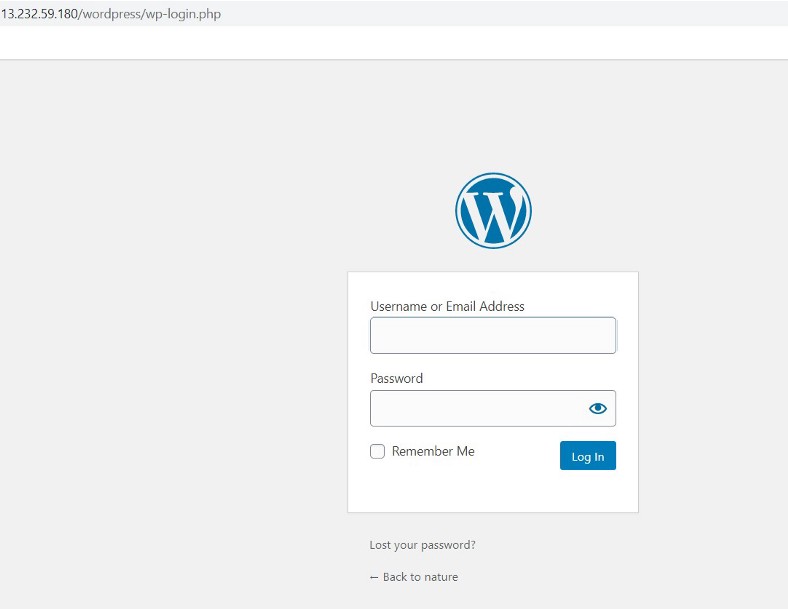 13.232.59.180/wordpress/wp-login.php
W
Username or Email Address
Password
Remember Me
Log In
Lost your password?
← Back to nature